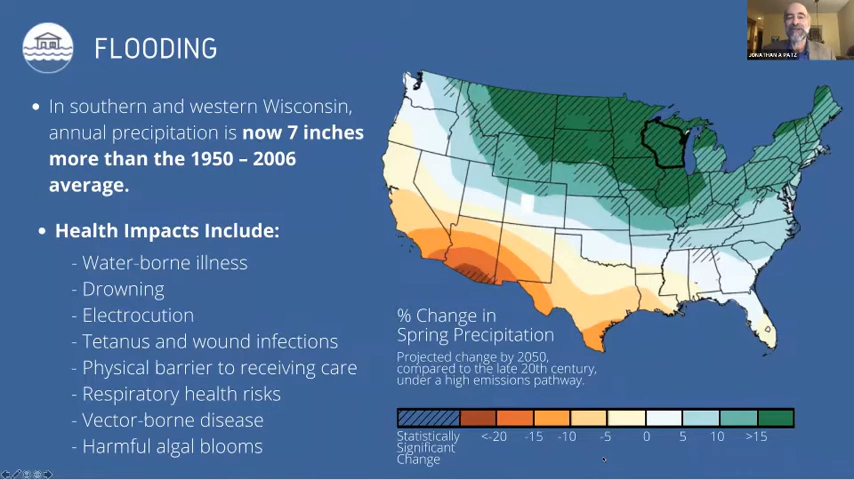 FLOODING
JONATHAN A PATZ
• In southern and western Wisconsin,
annual precipitation is now 7 inches
more than the 1950 – 2006
average.
• Health Impacts Include:
- Water-borne illness
- Drowning
- Electrocution
- Tetanus and wound infections
- Physical barrier to receiving care
- Respiratory health risks
- Vector-borne disease
- Harmful algal blooms
% Change in
Spring Precipitation
Projected change by 2050,
compared to the late 20th century,
under a high emissions pathway.
Statistically
Significant
Change
<-20 -15 -10 -5 0 5 10 >15